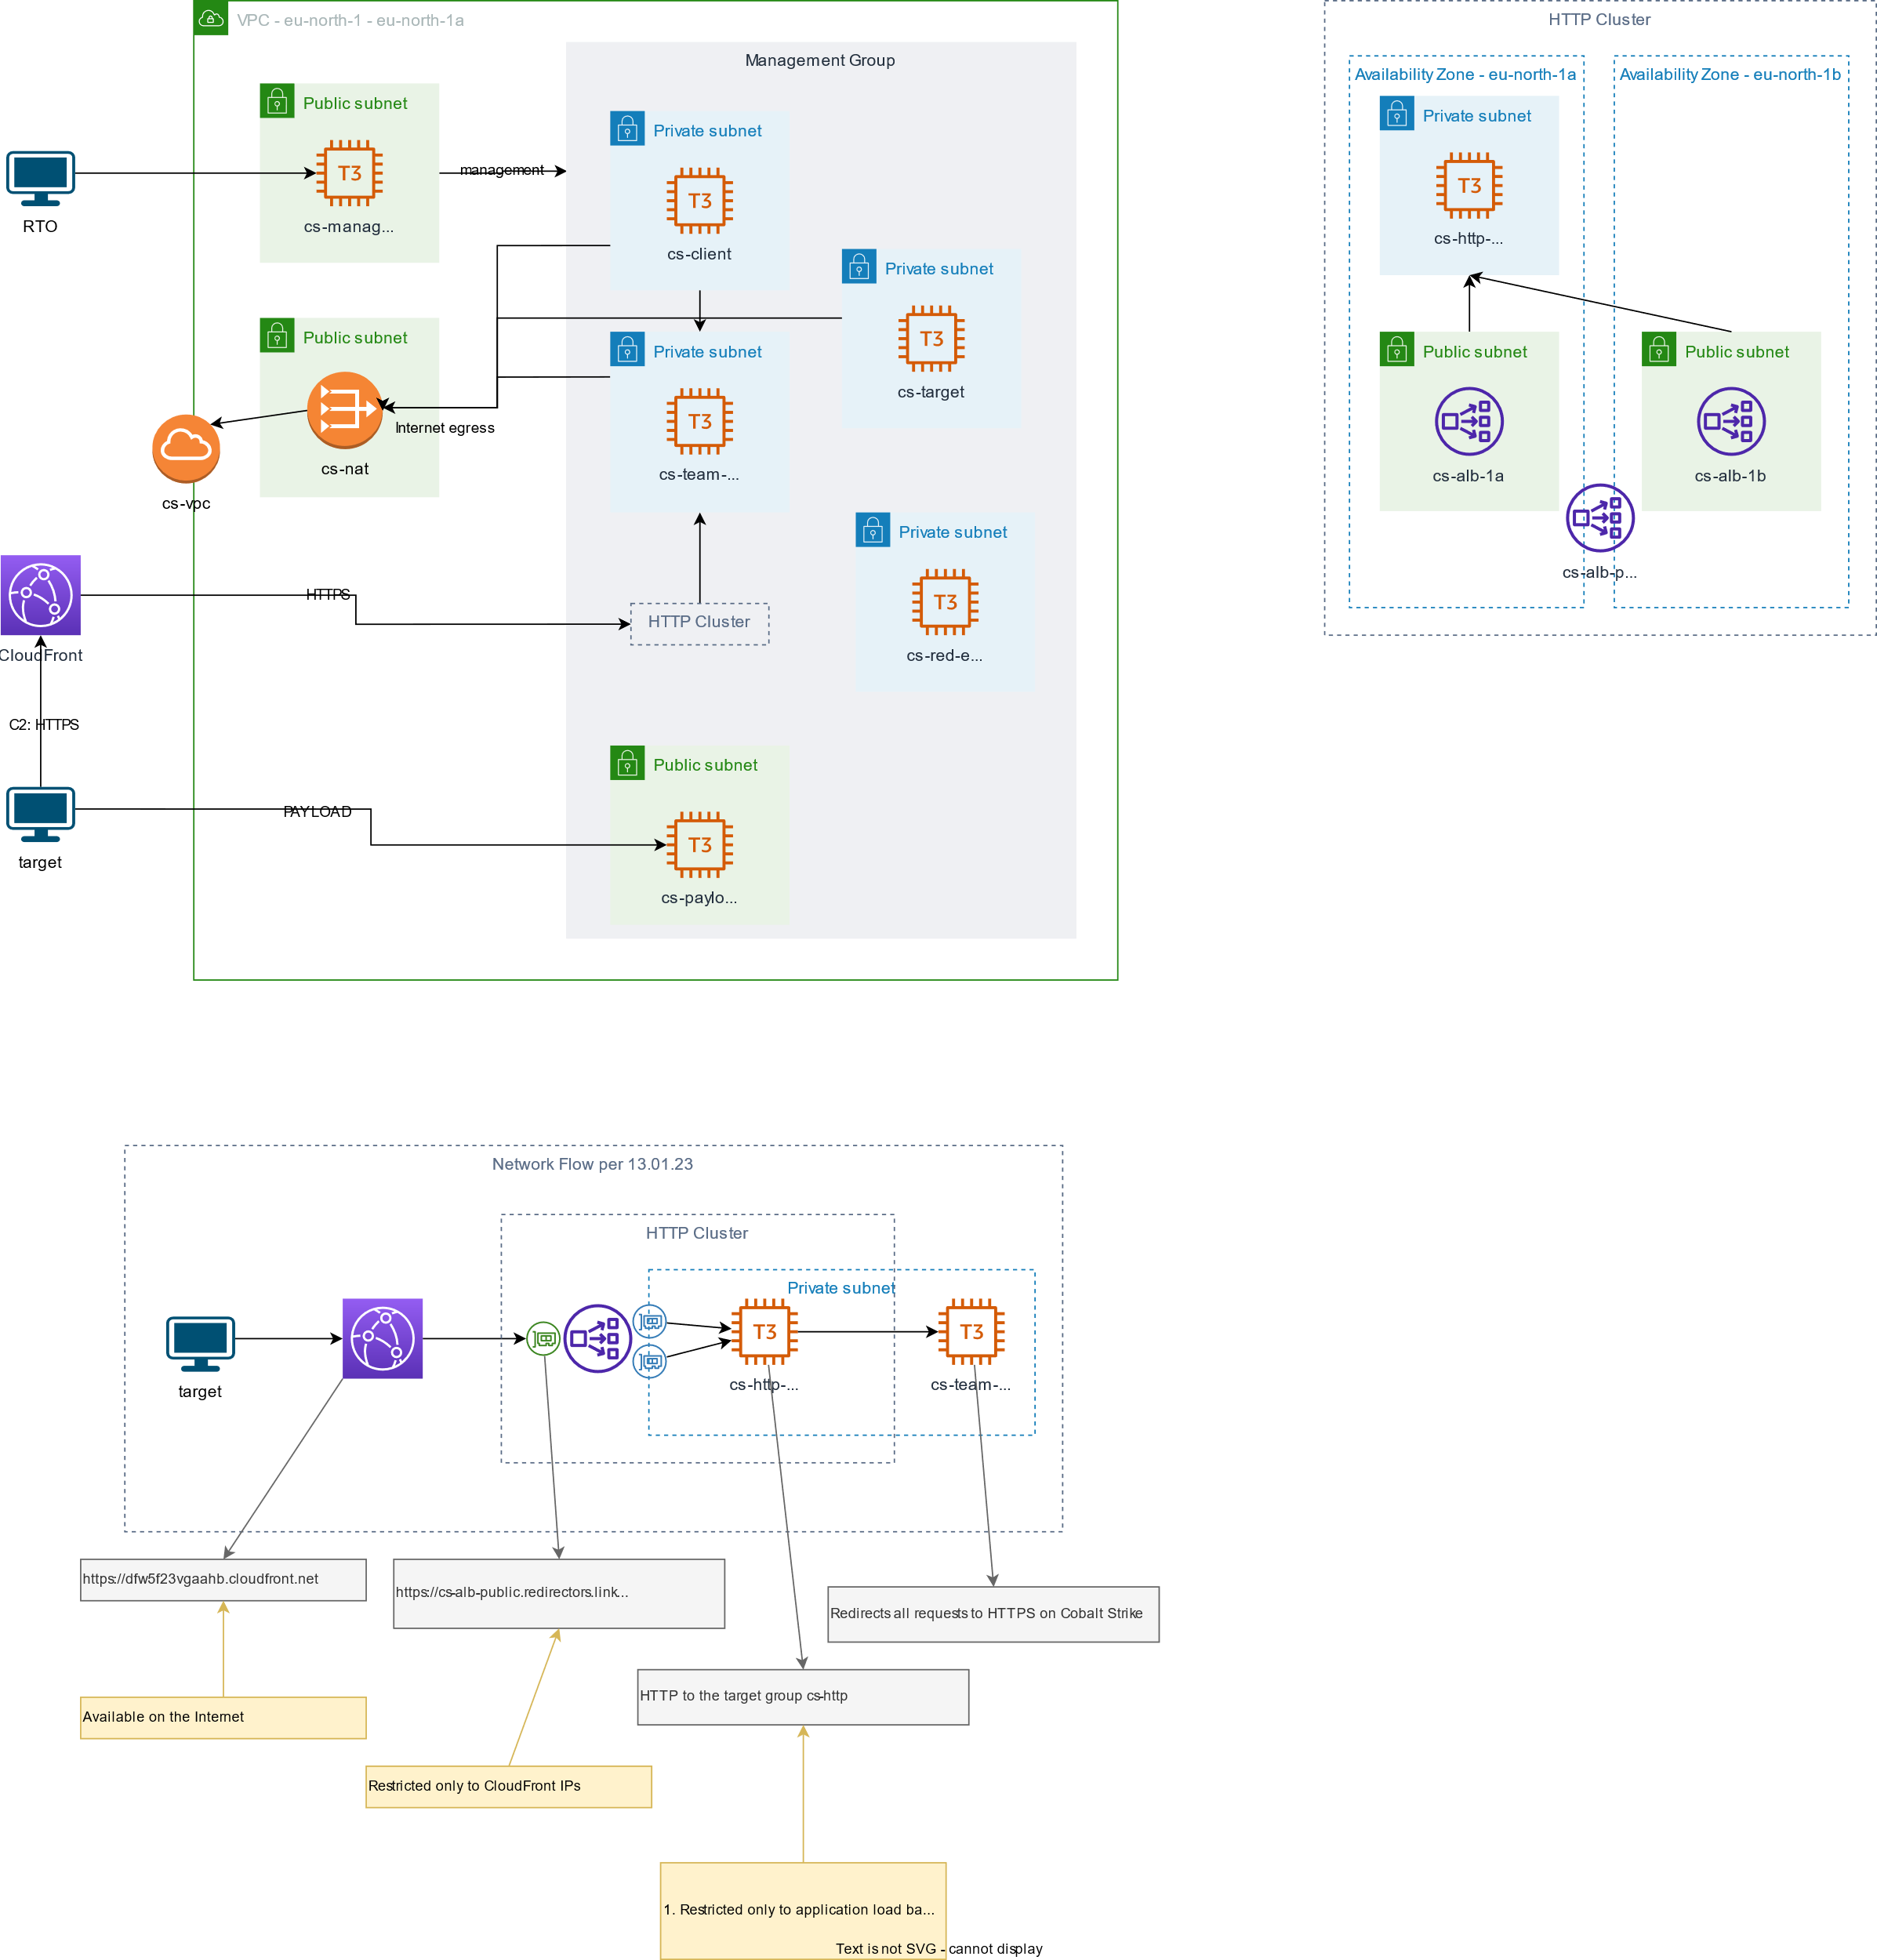 VPC - eu-north-1 - eu-north-1a
Management Group
Public subnet
cs-manag...
RTO
management
Private subnet
cs-client
Private subnet
cs-target
Public subnet
cs-nat
Internet egress
cs-vpc
Private subnet
cs-team-...
Private subnet
cs-red-e...
CloudFront
HTTPS
HTTP Cluster
C2: HTTPS
target
PAYLOAD
Public subnet
cs-paylo...
HTTP Cluster
Availability Zone - eu-north-1a
Availability Zone - eu-north-1b
Private subnet
cs-http-...
Public subnet
cs-alb-1a
Public subnet
cs-alb-1b
cs-alb-p...
Network Flow per 13.01.23
HTTP Cluster
Private subnet
target
T3
T3
T3
T3
T3
T3
T3
T3
T3
cs-http-...
cs-team-...
https://dfw5f23vgaahb.cloudfront.net
https://cs-alb-public.redirectors.link...
Redirects all requests to HTTPS on Cobalt Strike
HTTP to the target group cs-http
Available on the Internet
Restricted only to CloudFront IPs
1. Restricted only to application load ba...
Text is not SVG - cannot display